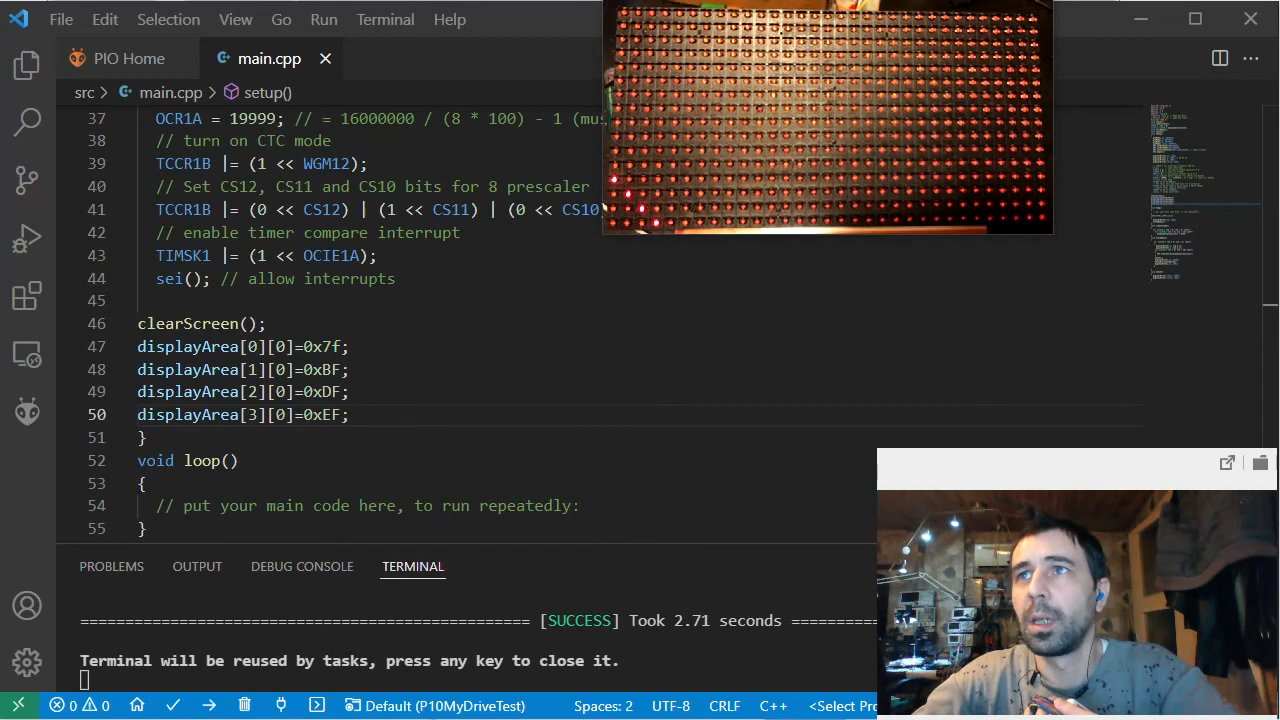 File Edit Selection View Go Run Terminal Help
PIO Home main.cpp
src > main.cpp > setup()
37 OCR1A = 19999; // = 16000000 / (8 * 100) - 1 (mus
38 // turn on CTC mode
39 TCCR1B |= (1 << WGM12);
40 // Set CS12, CS11 and CS10 bits for 8 prescaler
41 TCCR1B |= (0 << CS12) | (1 << CS11) | (0 << CS10)
42 // enable timer compare interrupt
43 TIMSK1 |= (1 << OCIE1A);
44 sei(); // allow interrupts
45
46 clearScreen();
47 displayArea[0][0]=0x7f;
48 displayArea[1][0]=0xBF;
49 displayArea[2][0]=0xDF;
50 displayArea[3][0]=0xEF;
51 }
52 void loop()
53 {
54 // put your main code here, to run repeatedly:
55 }
PROBLEMS OUTPUT DEBUG CONSOLE TERMINAL
================================================ [SUCCESS] Took 2.71 seconds =========
Terminal will be reused by tasks, press any key to close it.
0 0 Default (P10MyDriveTest) Spaces: 2 UTF-8 CRLF C++ <Select Pro